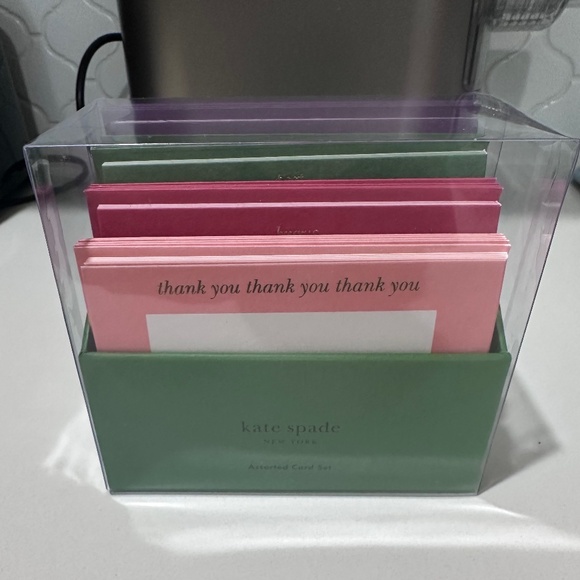 thank you thank you thank you
kate spade
NEW YORK
Assorted Card Set